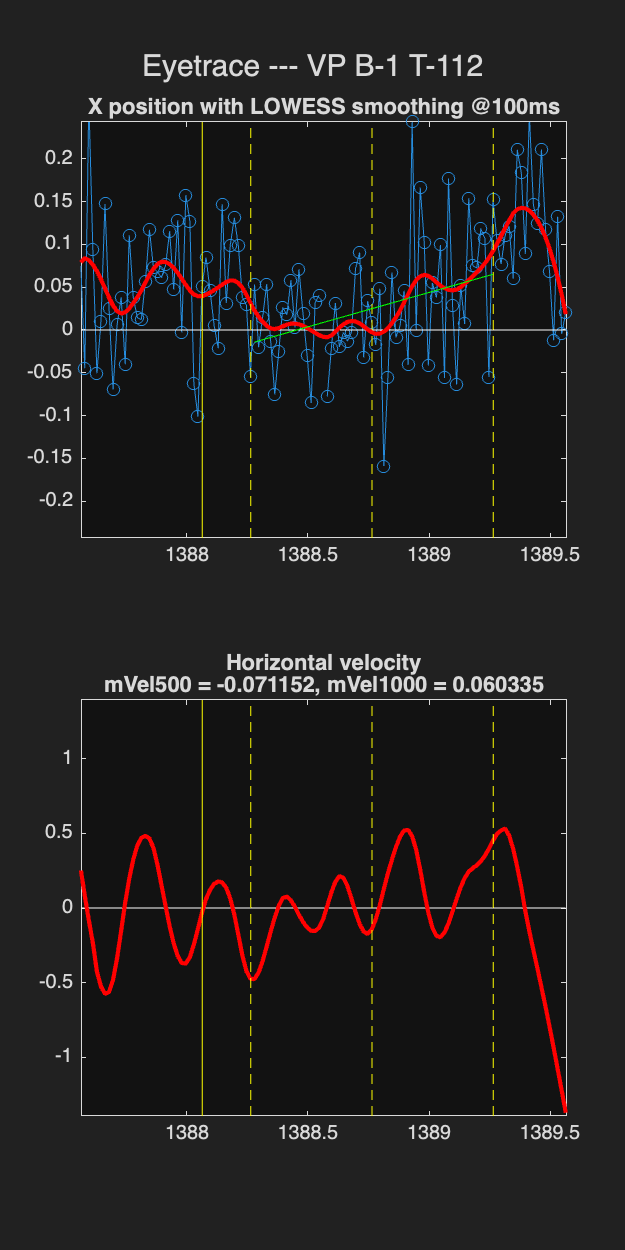 Eyetrace --- VP B-1 T-112
X position with LOWESS smoothing @100ms
0.2
0.15
0.1
0.05
0
-0.05
-0.1
-0.15
-0.2
1388 1388.5 1389 1389.5
Horizontal velocity
mVel500 = -0.071152, mVel1000 = 0.060335
1
0.5
0
-0.5
-1
1388 1388.5 1389 1389.5